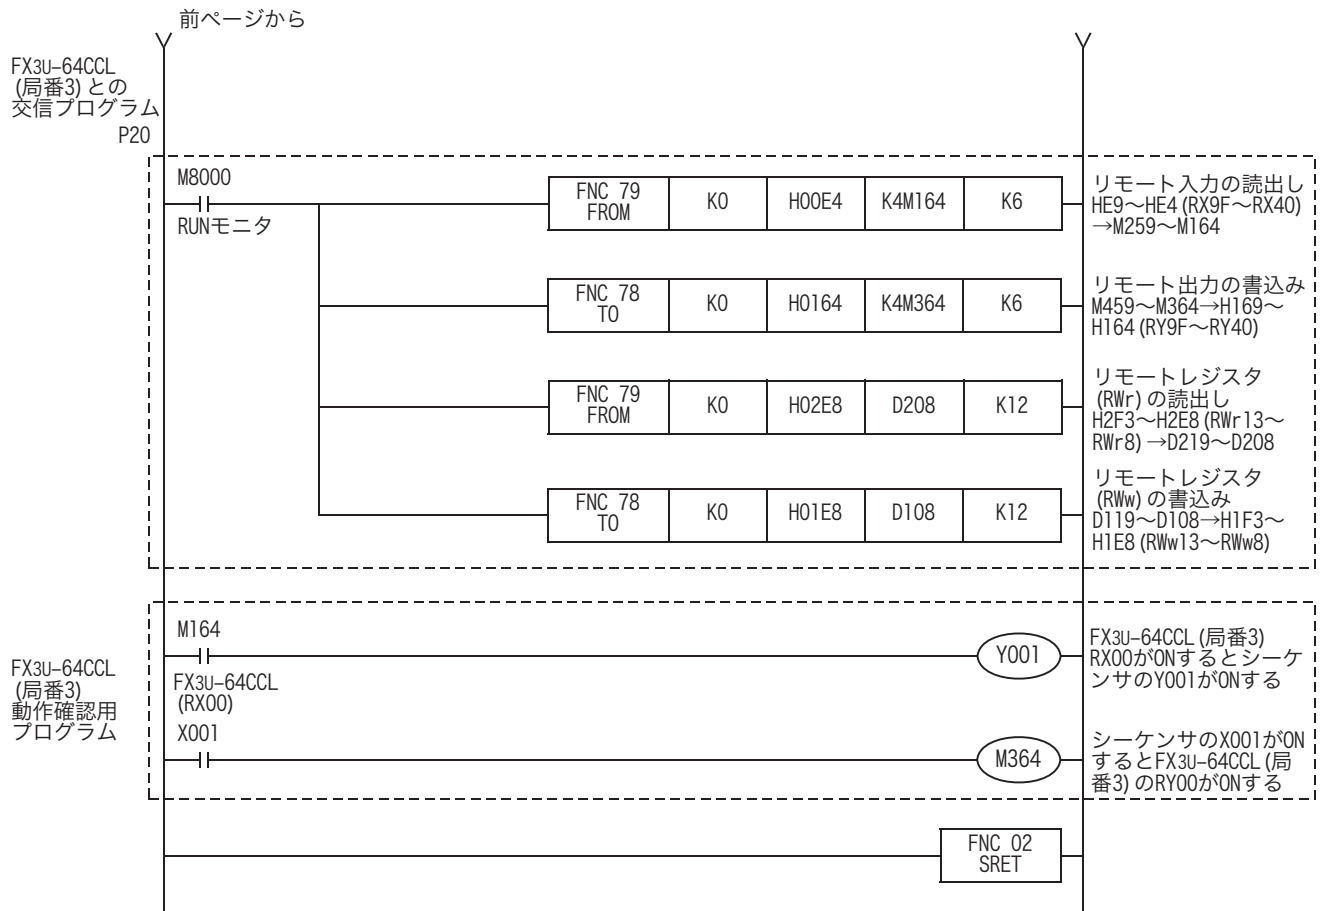 前ページから
FX3U-64CCL
(局番3)との
交信プログラム
P20
M8000
RUNモニタ
FNC 79
FROM
K0
H00E4
K4M164
K6
リモート入力の読出し
HE9～HE4(RX9F～RX40)
→M259～M164
FNC 78
TO
K0
H0164
K4M364
K6
リモート出力の書込み
M459～M364→H169～
H164(RY9F～RY40)
FNC 79
FROM
K0
H02E8
D208
K12
リモートレジスタ
(RWr)の読出し
H2F3～H2E8(RWr13～
RWr8)→D219～D208
FNC 78
TO
K0
H01E8
D108
K12
リモートレジスタ
(RWw)の書込み
D119～D108→H1F3～
H1E8(RWw13～RWw8)
FX3U-64CCL
(局番3)
動作確認用
プログラム
M164
FX3U-64CCL
(RX00)
Y001
FX3U-64CCL(局番3)
RX00がONするとシーケ
ンサのY001がONする
X001
M364
シーケンサのX001がON
するとFX3U-64CCL(局
番3)のRY00がONする
FNC 02
SRET